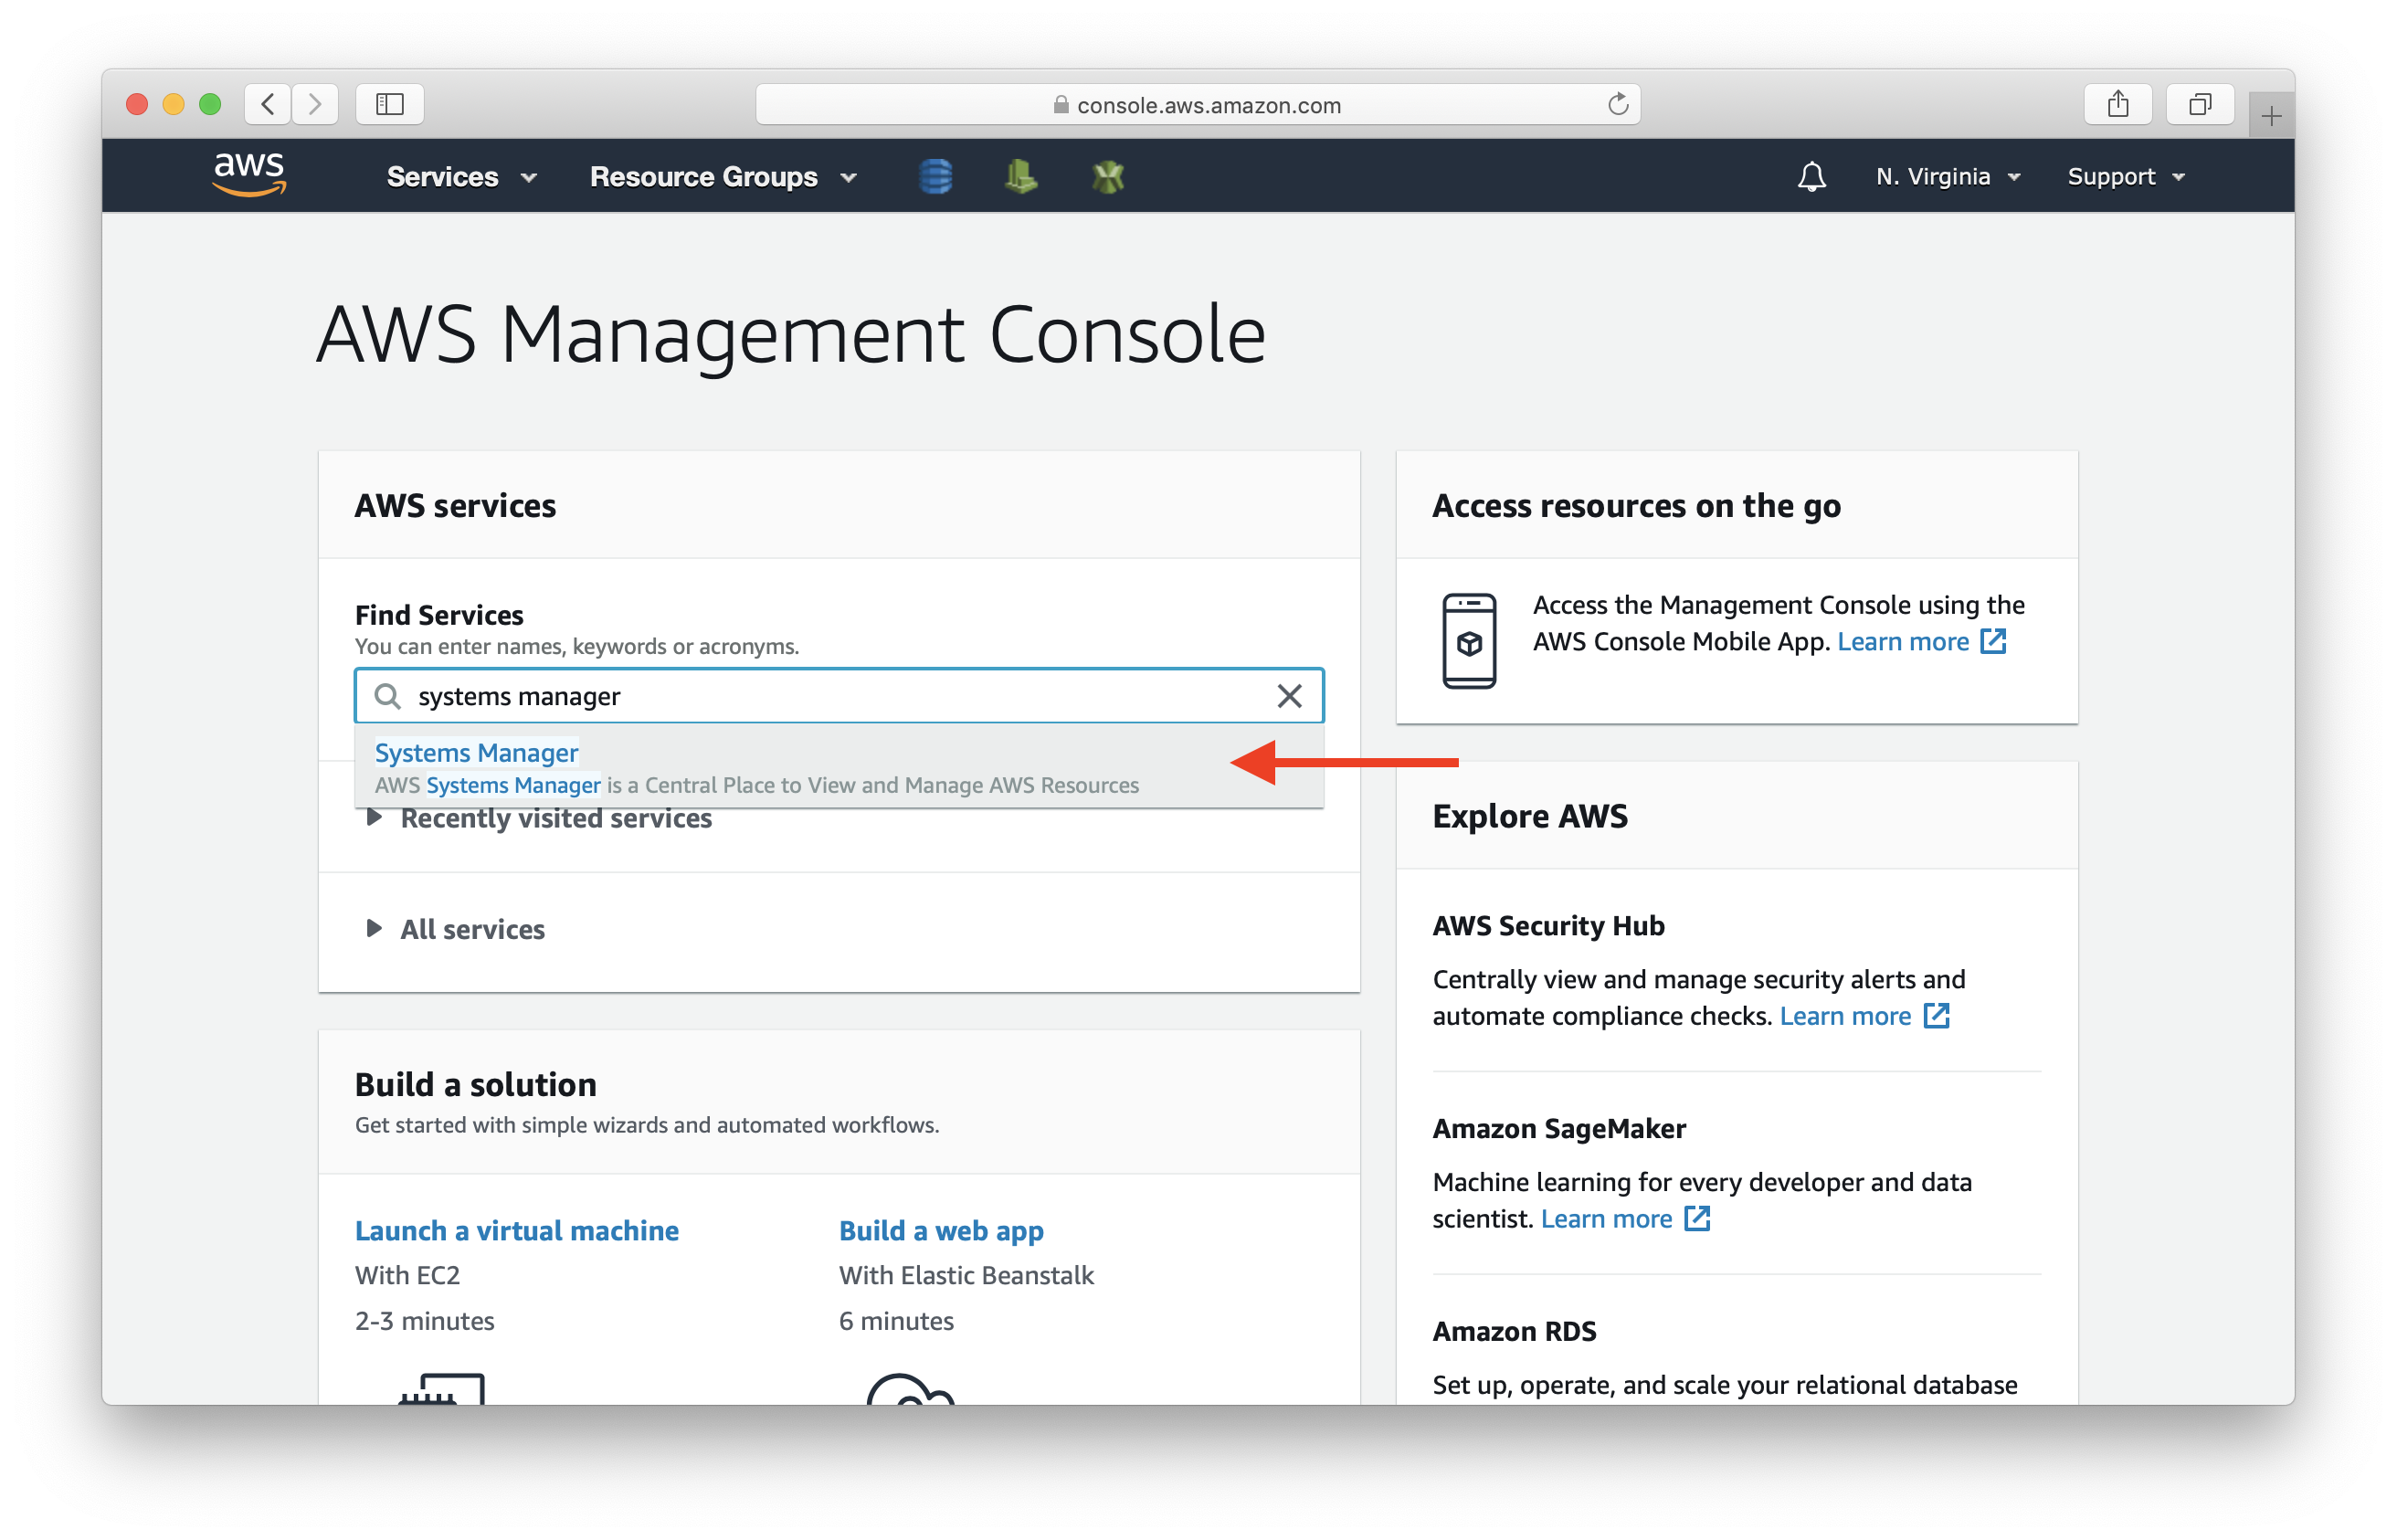 console.aws.amazon.com
aws
Services
Resource Groups
N. Virginia
Support
AWS Management Console
AWS services
Find Services
You can enter names, keywords or acronyms.
systems manager
Systems Manager
AWS Systems Manager is a Central Place to View and Manage AWS Resources
Recently visited services
All services
Build a solution
Get started with simple wizards and automated workflows.
Launch a virtual machine
With EC2
2-3 minutes
Build a web app
With Elastic Beanstalk
6 minutes
Access resources on the go
Access the Management Console using the
AWS Console Mobile App. Learn more
Explore AWS
AWS Security Hub
Centrally view and manage security alerts and
automate compliance checks. Learn more
Amazon SageMaker
Machine learning for every developer and data
scientist. Learn more
Amazon RDS
Set up, operate, and scale your relational database